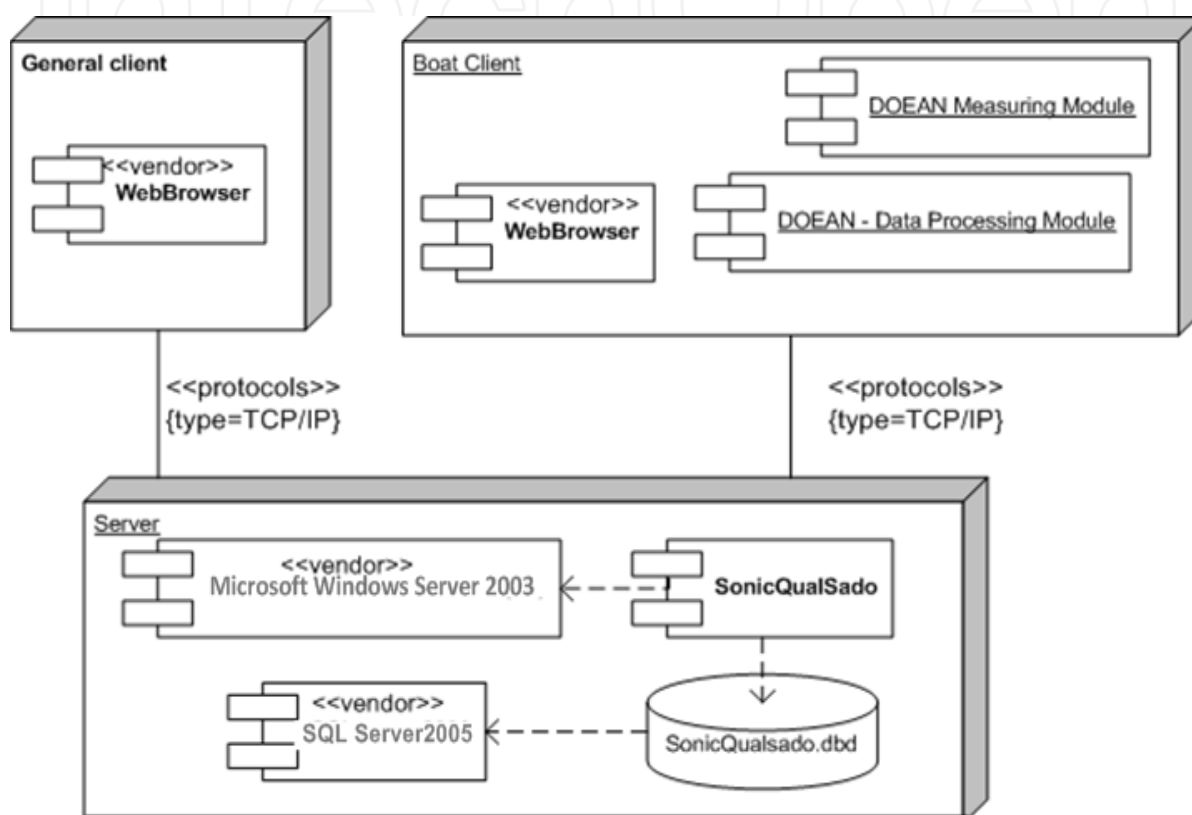 General client
<<vendor>>
WebBrowser
Boat Client
DOEAN Measuring Module
<<vendor>>
WebBrowser
DOEAN - Data Processing Module
<<protocols>>
{type=TCP/IP}
<<protocols>>
{type=TCP/IP}
Server
<<vendor>>
Microsoft Windows Server 2003
SonicQualSado
<<vendor>>
SQL Server2005
SonicQualsado.dbd